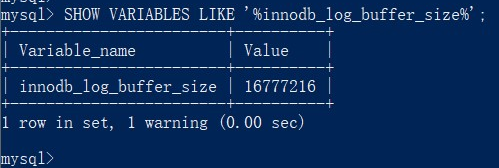 mysql>
mysql> SHOW VARIABLES LIKE '%innodb_log_buffer_size%';
+------------------------+----------+
| Variable_name          | Value    |
+------------------------+----------+
| innodb_log_buffer_size | 16777216 |
+------------------------+----------+
1 row in set, 1 warning (0.00 sec)
mysql>